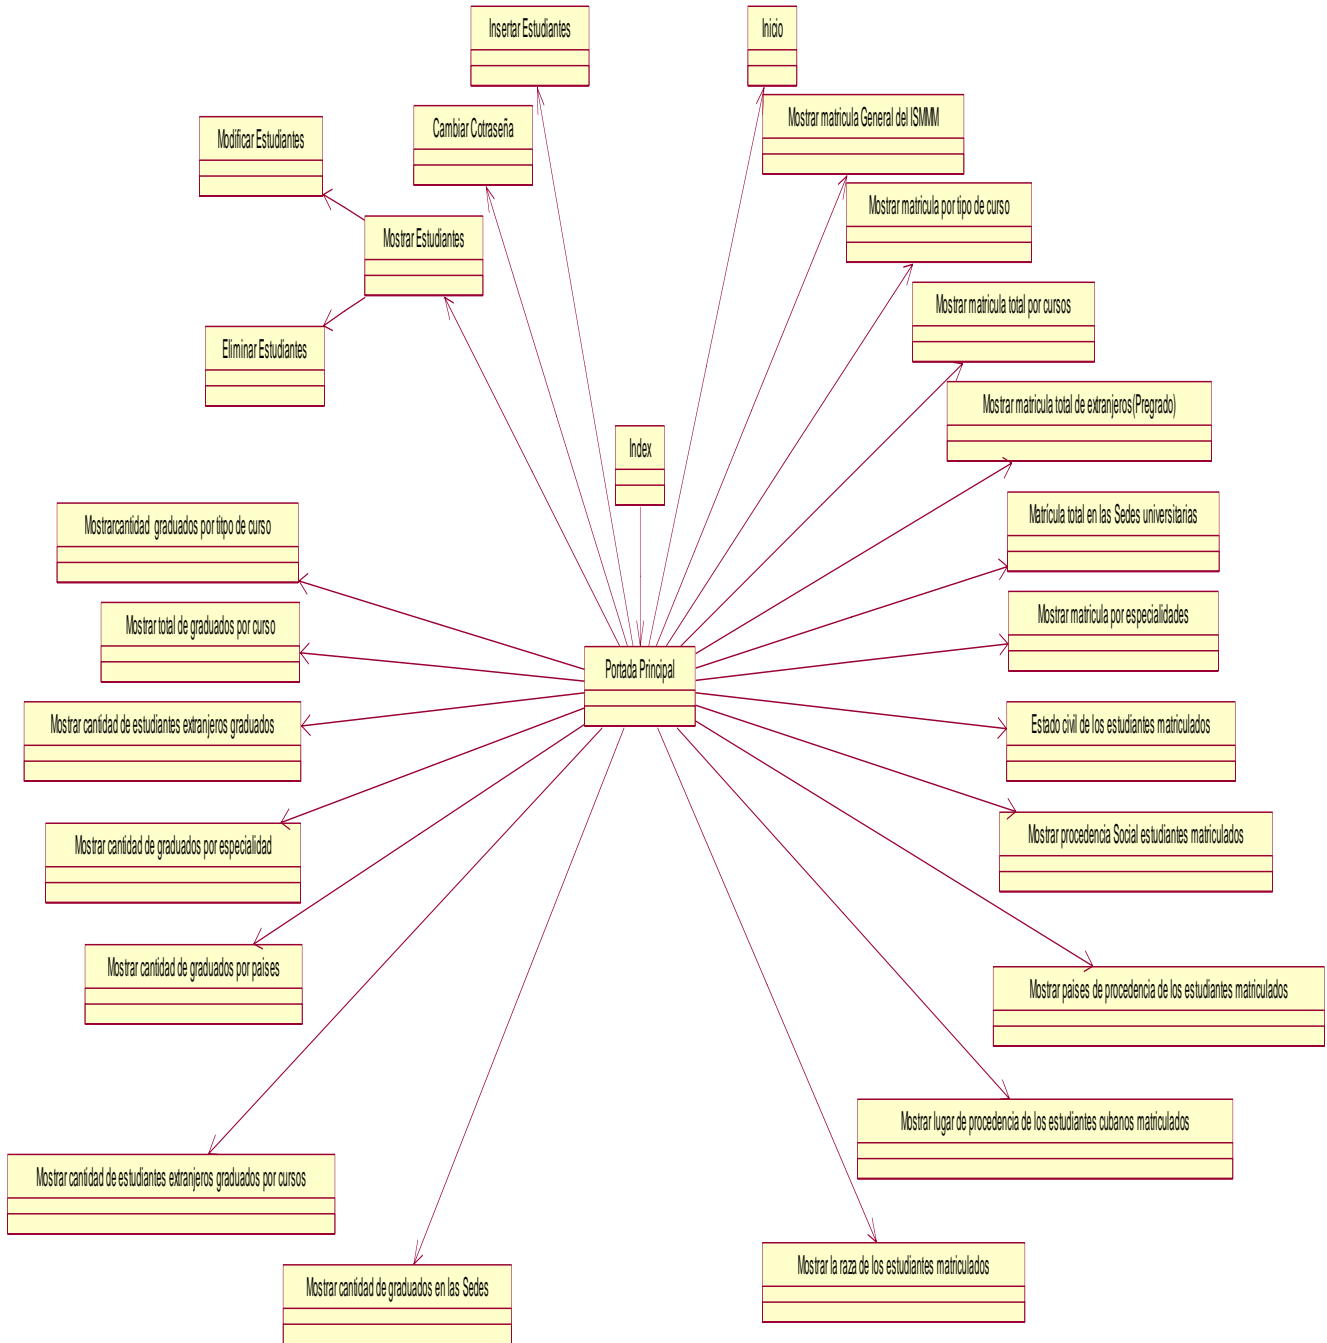 Insertar Estudiantes
Inicio
Cambiar Cotraseña
Mostrar matricula General del ISMMM
Modificar Estudiantes
Mostrar matricula por tipo de curso
Mostrar Estudiantes
Mostrar matricula total por cursos
Eliminar Estudiantes
Mostrar matricula total de extranjeros(Pregrado)
Index
Matrícula total en las Sedes universitarias
Mostrarcantidad graduados por titpo de curso
Mostrar matricula por especialidades
Mostrar total de graduados por curso
Portada Principal
Mostrar cantidad de estudiantes extranjeros graduados
Estado civil de los estudiantes matriculados
Mostrar cantidad de graduados por especialidad
Mostrar procedencia Social estudiantes matriculados
Mostrar cantidad de graduados por paises
Mostrar paises de procedencia de los estudiantes matriculados
Mostrar lugar de procedencia de los estudiantes cubanos matriculados
Mostrar cantidad de estudiantes extranjeros graduados por cursos
Mostrar la raza de los estudiantes matriculados
Mostrar cantidad de graduados en las Sedes